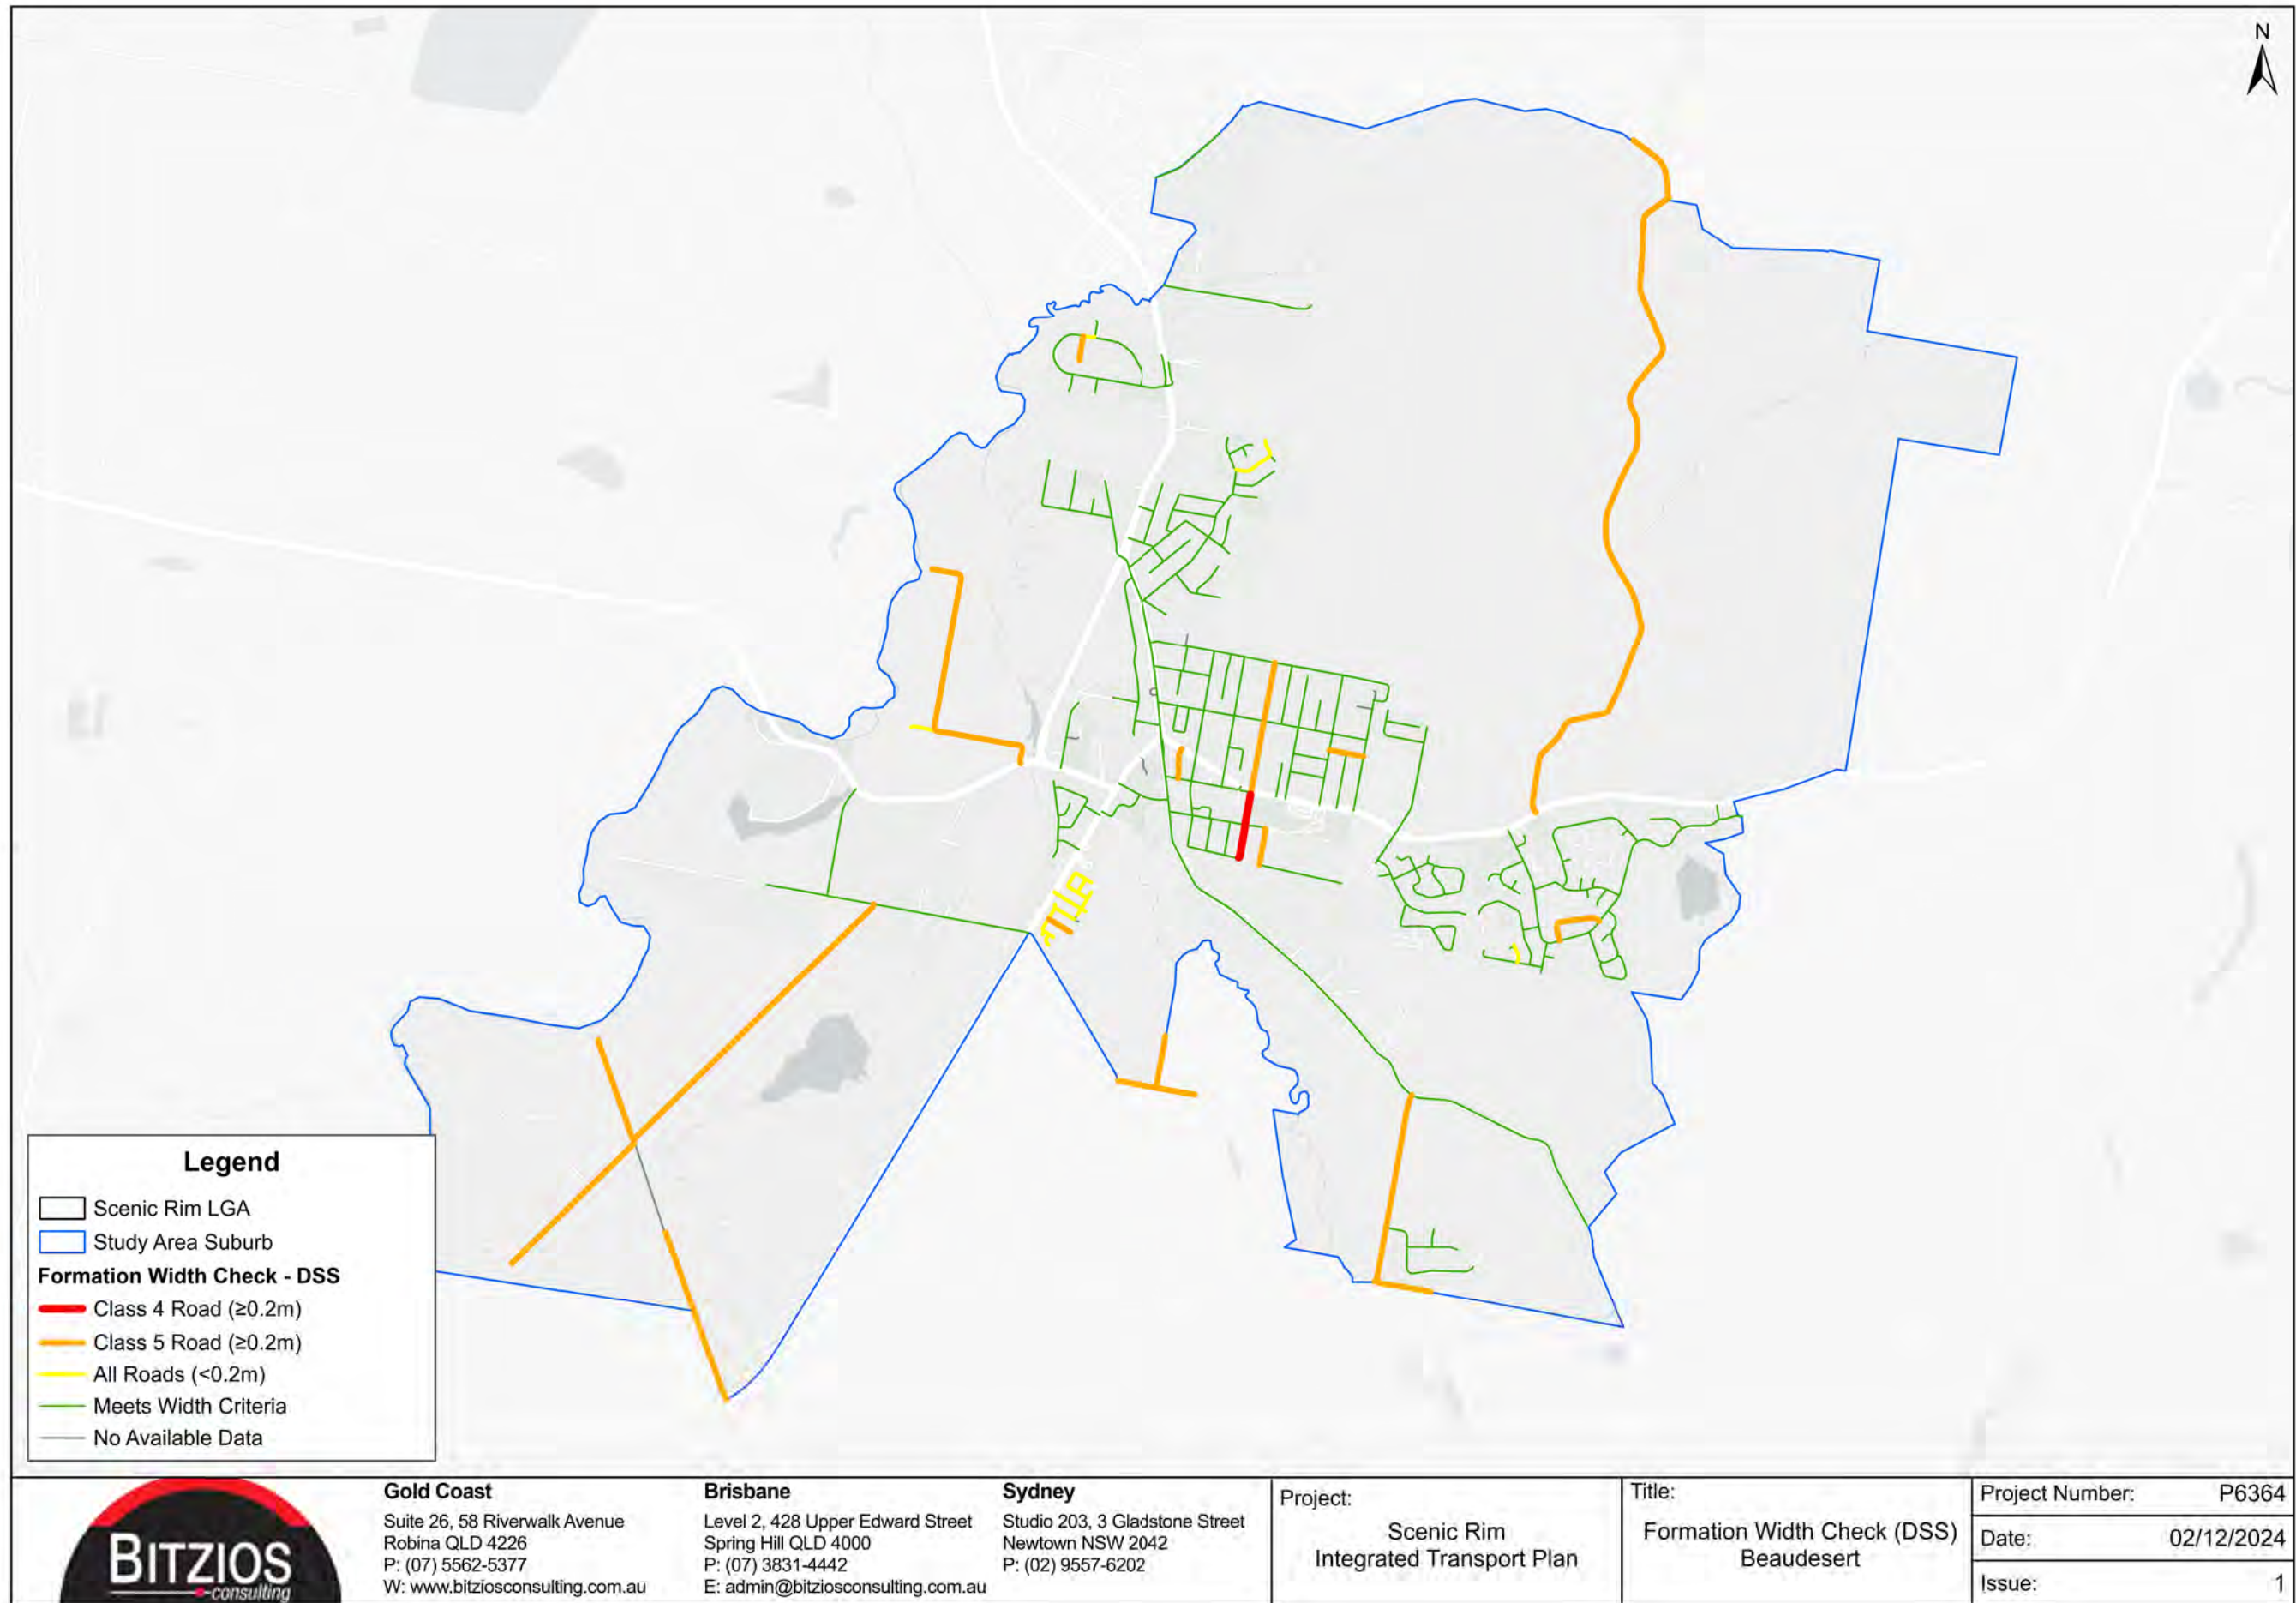 N
Legend
Scenic Rim LGA
Study Area Suburb
Formation Width Check - DSS
Class 4 Road (≥0.2m)
Class 5 Road (≥0.2m)
All Roads (<0.2m)
Meets Width Criteria
No Available Data
BITZIOS
consulting
Gold Coast
Suite 26, 58 Riverwalk Avenue
Robina QLD 4226
P: (07) 5562-5377
W: www.bitziosconsulting.com.au
Brisbane
Level 2, 428 Upper Edward Street
Spring Hill QLD 4000
P: (07) 3831-4442
E: admin@bitziosconsulting.com.au
Sydney
Studio 203, 3 Gladstone Street
Newtown NSW 2042
P: (02) 9557-6202
Project:
Scenic Rim
Integrated Transport Plan
Title:
Formation Width Check (DSS)
Beaudesert
Project Number: P6364
Date: 02/12/2024
Issue: 1